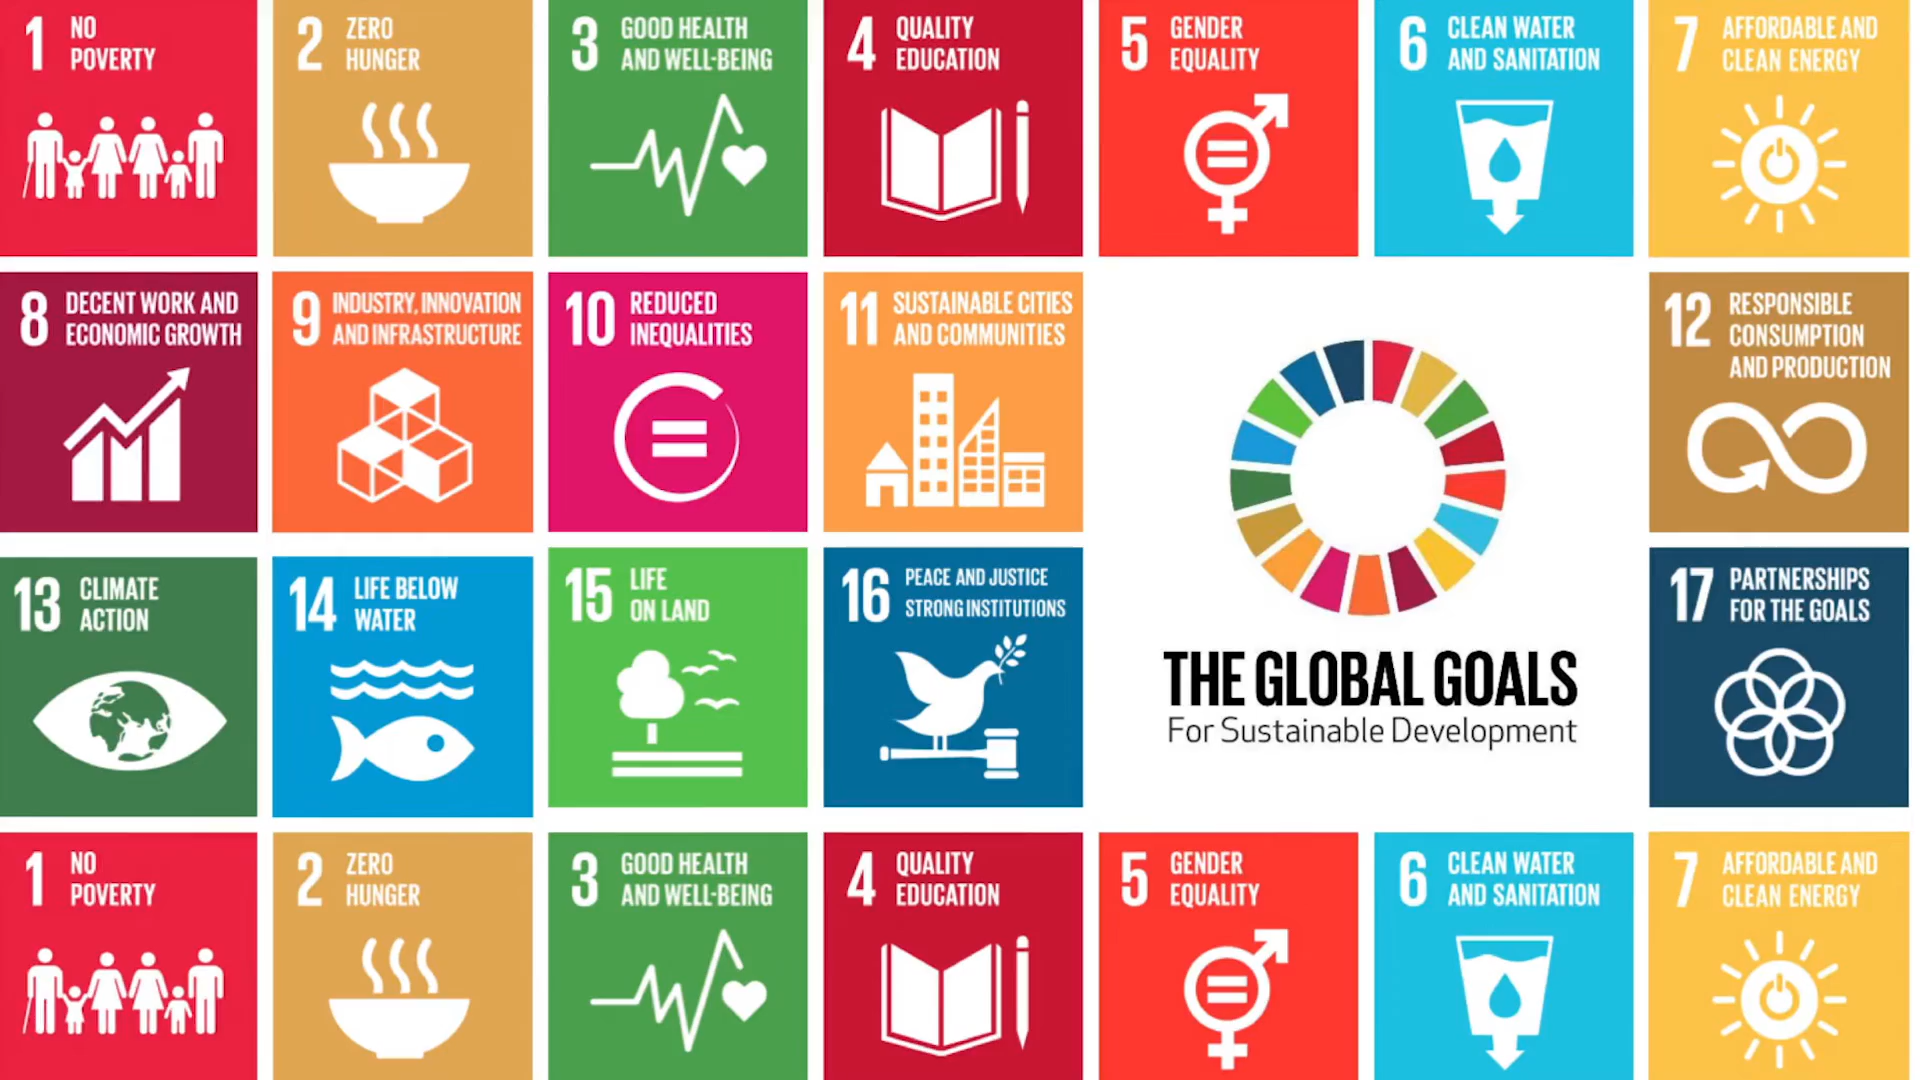 1 NO
POVERTY
2 ZERO
HUNGER
3 GOOD HEALTH
AND WELL-BEING
4 QUALITY
EDUCATION
5 GENDER
EQUALITY
6 CLEAN WATER
AND SANITATION
7 AFFORDABLE AND
CLEAN ENERGY
8 DECENT WORK AND
ECONOMIC GROWTH
9 INDUSTRY, INNOVATION
AND INFRASTRUCTURE
10 REDUCED
INEQUALITIES
11 SUSTAINABLE CITIES
AND COMMUNITIES
12 RESPONSIBLE
CONSUMPTION
AND PRODUCTION
13 CLIMATE
ACTION
14 LIFE BELOW
WATER
15 LIFE
ON LAND
16 PEACE AND JUSTICE
STRONG INSTITUTIONS
THE GLOBAL GOALS
For Sustainable Development
17 PARTNERSHIPS
FOR THE GOALS
1 NO
POVERTY
2 ZERO
HUNGER
3 GOOD HEALTH
AND WELL-BEING
4 QUALITY
EDUCATION
5 GENDER
EQUALITY
6 CLEAN WATER
AND SANITATION
7 AFFORDABLE AND
CLEAN ENERGY